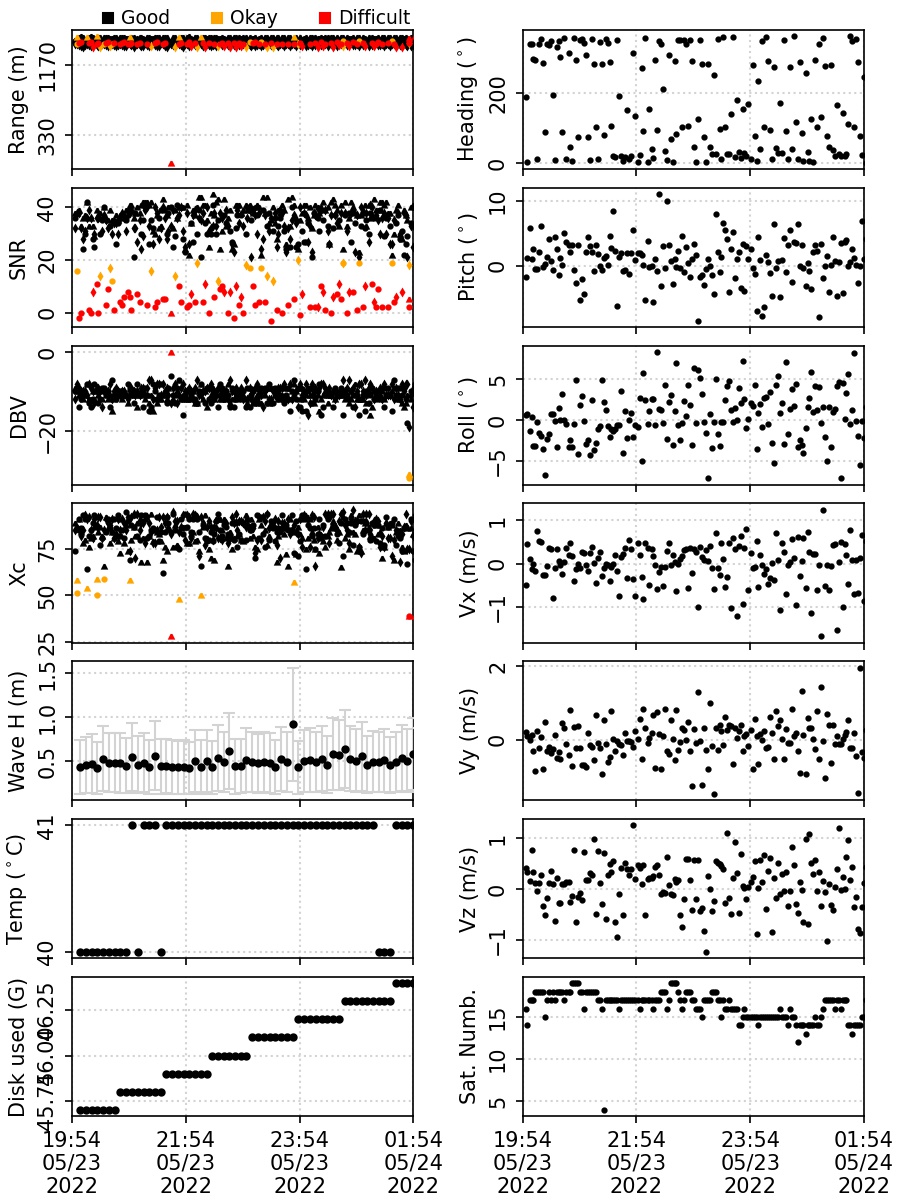 Good Okay Difficult
Range (m)
1170
330
Heading (°)
200
0
SNR
40
20
0
Pitch (°)
10
0
DBV
0
−20
Roll (°)
5
0
−5
Xc
75
50
25
Vx (m/s)
1
0
−1
Wave H (m)
1.5
1.0
0.5
Vy (m/s)
2
0
Temp (°C)
41
40
Vz (m/s)
1
0
−1
Disk used (G)
Sat. Numb.
15
10
5
19:54 21:54 23:54 01:54 19:54 21:54 23:54 01:54
05/23 05/23 05/23 05/24 05/23 05/23 05/23 05/24
2022 2022 2022 2022 2022 2022 2022 2022